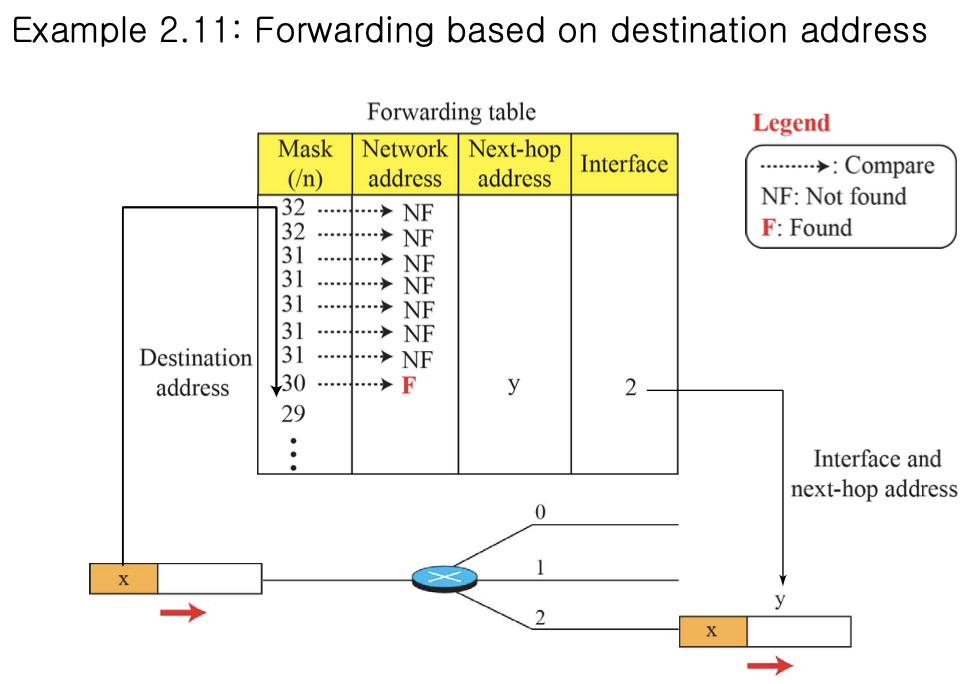 Example 2.11: Forwarding based on destination address
Forwarding table
Mask (/n) Network address Next-hop address Interface
32 NF
32 NF
31 NF
31 NF
31 NF
31 NF
31 NF
30 F y 2
29
Destination
address
Legend
: Compare
NF: Not found
F: Found
Interface and
next-hop address
x
0
1
2
y
x